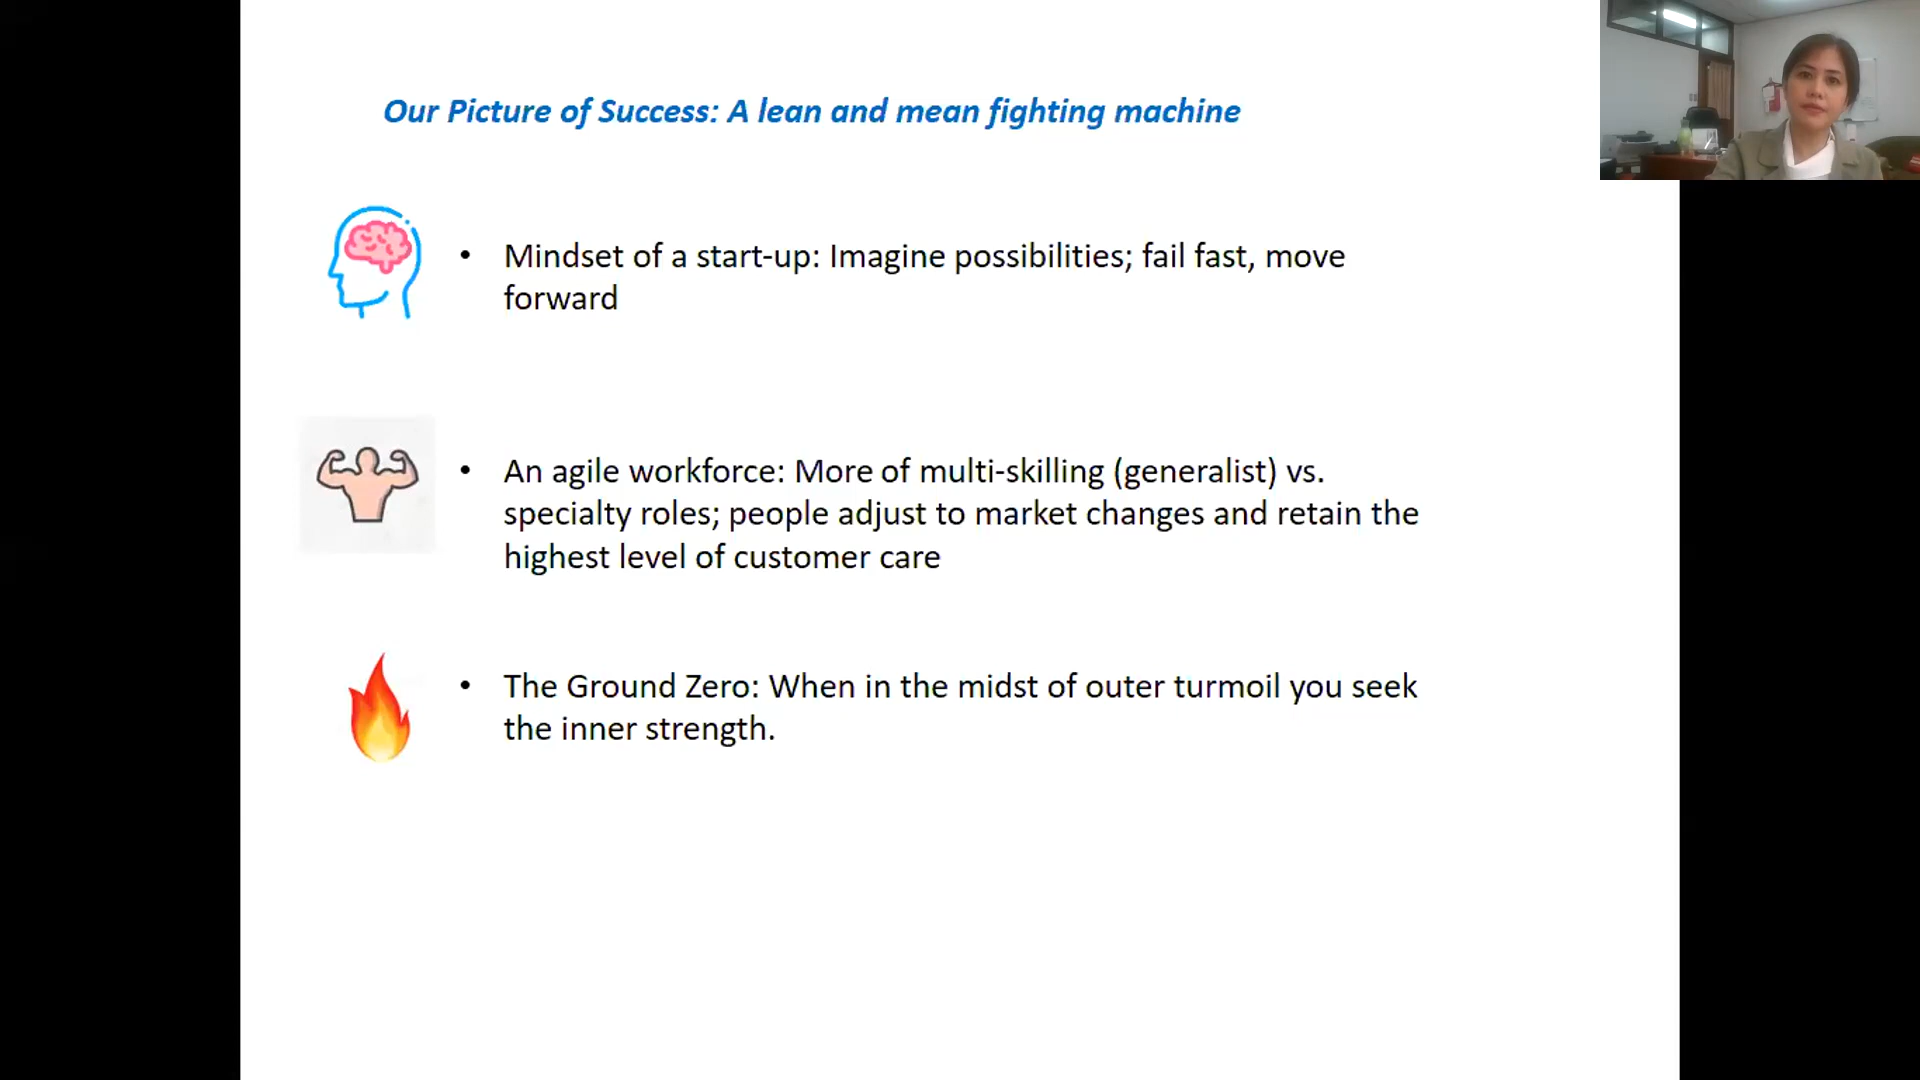 Our Picture of Success: A lean and mean fighting machine
• Mindset of a start-up: Imagine possibilities; fail fast, move
forward
• An agile workforce: More of multi-skilling (generalist) vs.
specialty roles; people adjust to market changes and retain the
highest level of customer care
• The Ground Zero: When in the midst of outer turmoil you seek
the inner strength.